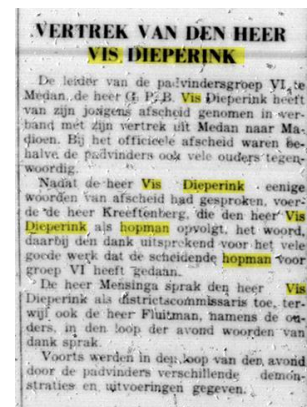 VERTREK VAN DEN HEER
VIS DIEPERINK
De leider van de padvindersgroep VI te
Medan, de heer G. P. B. Vis Dieperink heeft
van zijn jongens afscheid genomen in ver-
band met zijn vertrek uit Medan naar Ma-
dioen. Bij het officieele afscheid waren be-
halve de padvinders ook vele ouders tegen-
woordig.
Nadat de heer Vis Dieperink eenige
woorden van afscheid had gesproken, voer-
de de heer Kreeftenberg, die den heer Vis
Dieperink als hopman opvolgt, het woord,
daarbij den dank uitsprekend voor het vele
goede werk dat de scheidende hopman voor
groep VI heeft gedaan.
De heer Mensinga sprak den heer Vis
Dieperink als districtscommissaris toe, ter-
wijl ook de heer Fluitman, namens de ou-
ders, in den loop der avond woorden van
dank sprak.
Voorts werden in den loop van den avond
door de padvinders verschillende demon-
straties en uitvoeringen gegeven.